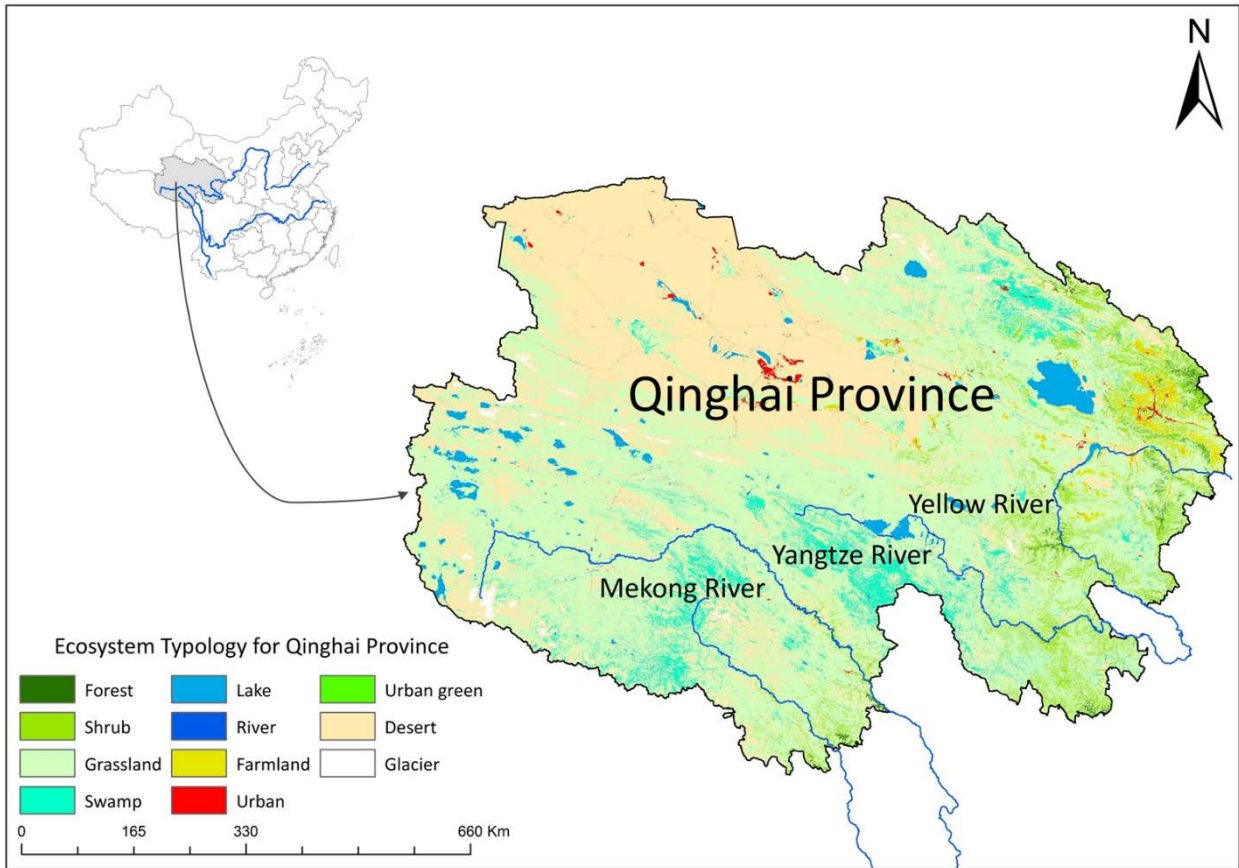 N
Qinghai Province
Yellow River
Yangtze River
Mekong River
Ecosystem Typology for Qinghai Province
Forest
Lake
Urban green
Shrub
River
Desert
Grassland
Farmland
Glacier
Swamp
Urban
0 165 330 660 Km